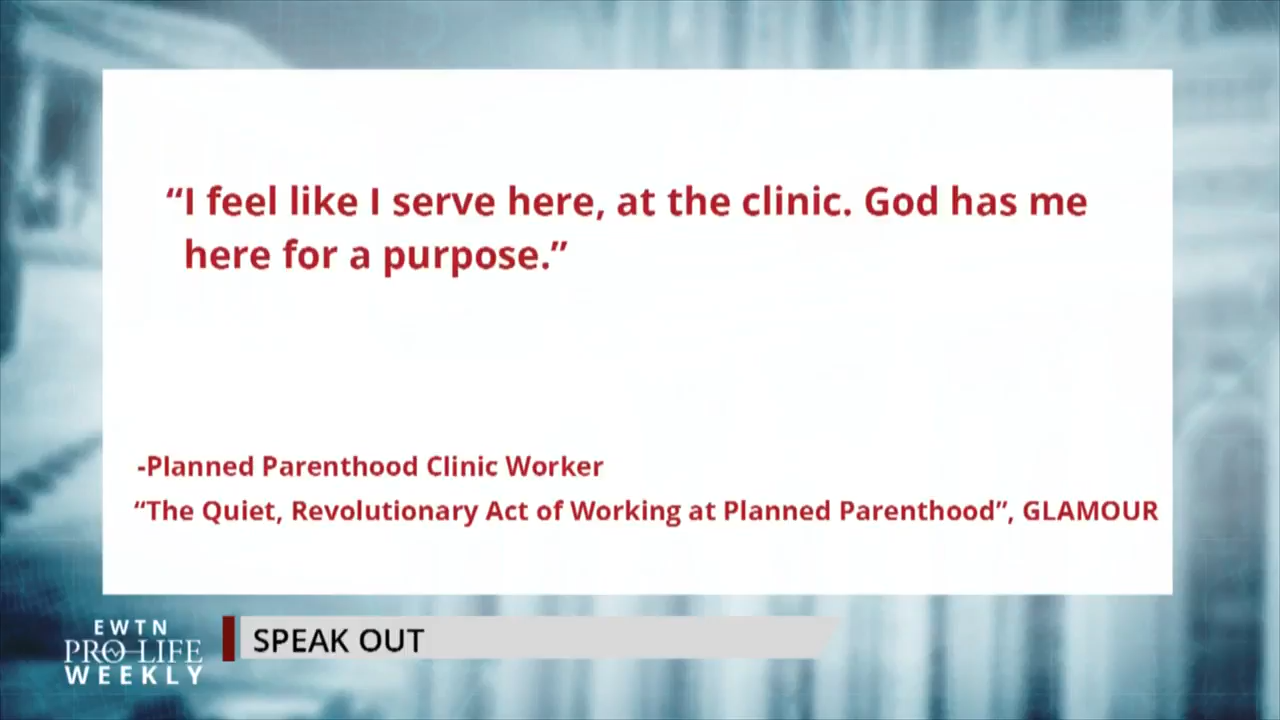 “I feel like I serve here, at the clinic. God has me
here for a purpose.”
-Planned Parenthood Clinic Worker
“The Quiet, Revolutionary Act of Working at Planned Parenthood”, GLAMOUR
EWTN
PRO-LIFE
WEEKLY
SPEAK OUT